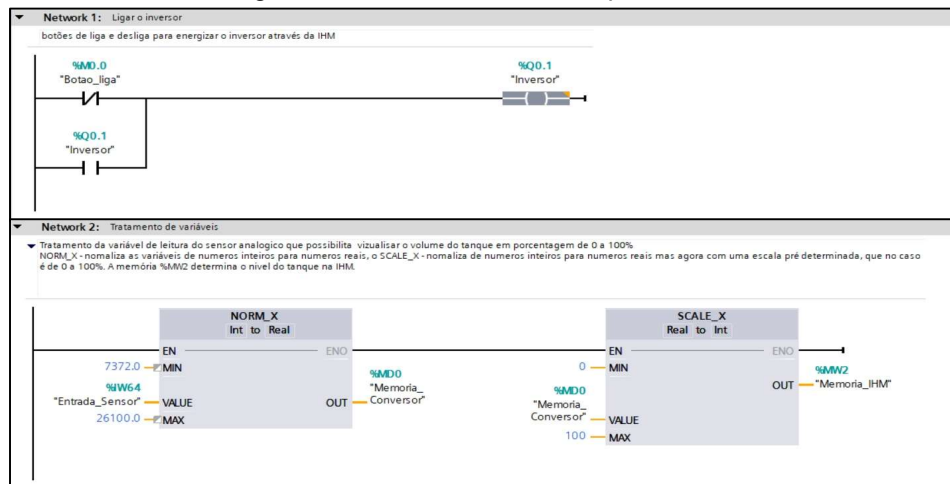 Network 1: Ligar o inversor
botões de liga e desliga para energizar o inversor através da IHM
%M0.0
"Botao_liga"
%Q0.1
"Inversor"
%Q0.1
"Inversor"
Network 2: Tratamento de variáveis
Tratamento da variável de leitura do sensor analogico que possibilita vizualisar o volume do tanque em porcentagem de 0 a 100%
NORM_X - nomaliza as variáveis de numeros inteiros para numeros reais, o SCALE_X - nomaliza de numeros inteiros para numeros reais mas agora com uma escala pré determinada, que no caso
é de 0 a 100%. A memória %MW2 determina o nivel do tanque na IHM.
NORM_X
Int to Real
EN
ENO
7372.0
MIN
%IW64
"Entrada_Sensor"
VALUE
26100.0
MAX
OUT
%MD0
"Memoria_
Conversor"
SCALE_X
Real to Int
EN
ENO
0
MIN
%MD0
"Memoria_
Conversor"
VALUE
100
MAX
OUT
%MW2
"Memoria_IHM"